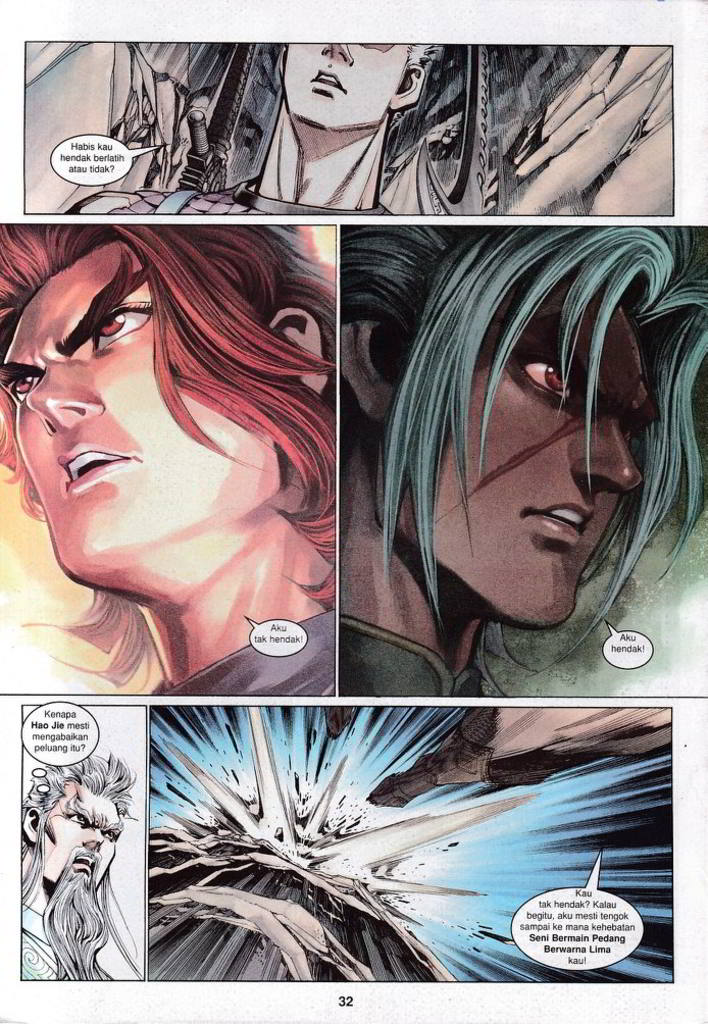 Habis kau
hendak berlatih
atau tidak?
Aku
tak hendak!
Aku
hendak!
Kenapa
Hao Jie mesti
mengabaikan
peluang itu?
Kau
tak hendak? Kalau
begitu, aku mesti tengok
sampai ke mana kehebatan
Seni Bermain Pedang
Berwarna Lima
kau!
32